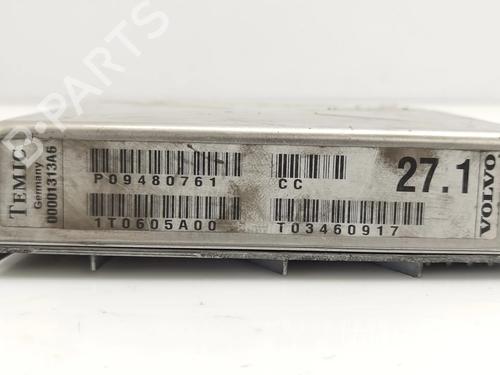 B-PARTS
TEMIC
Germany
00001313A6
P09480761
CC
27.1
1T0605A00
T03460917
VOLVO